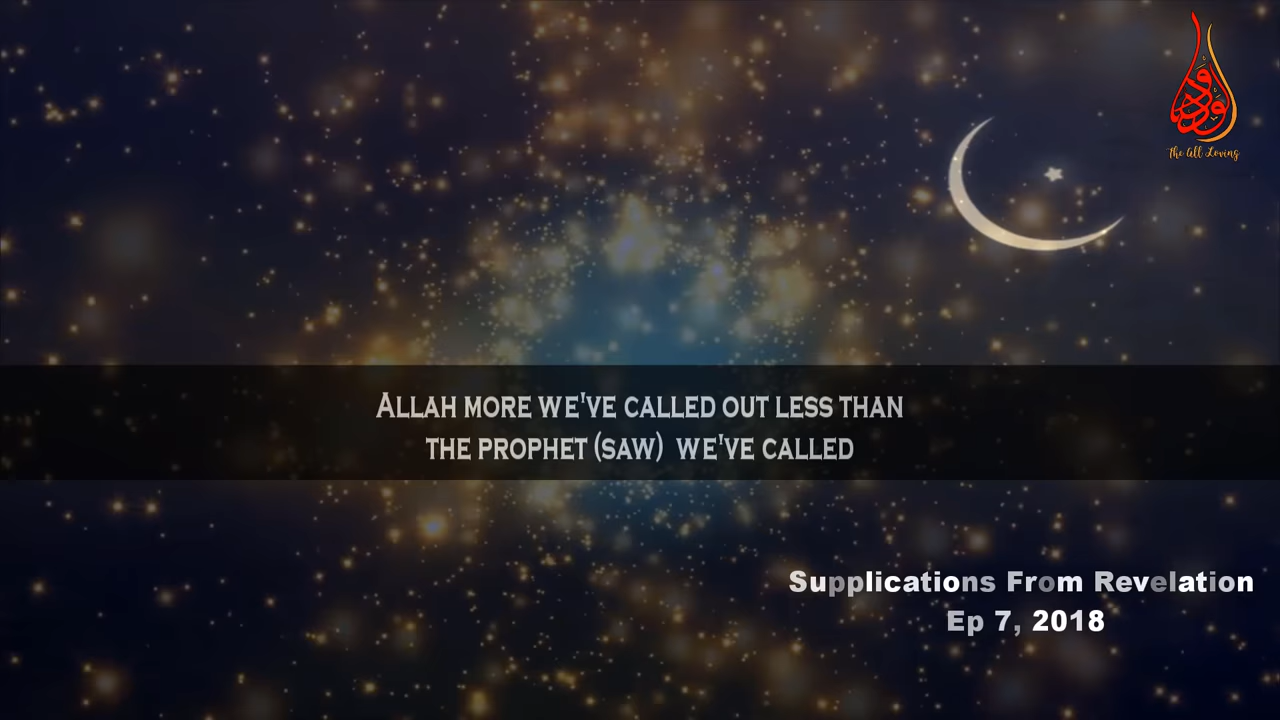 The All Loving
ALLAH MORE WE'VE CALLED OUT LESS THAN
THE PROPHET (SAW) WE'VE CALLED
Supplications From Revelation
Ep 7, 2018